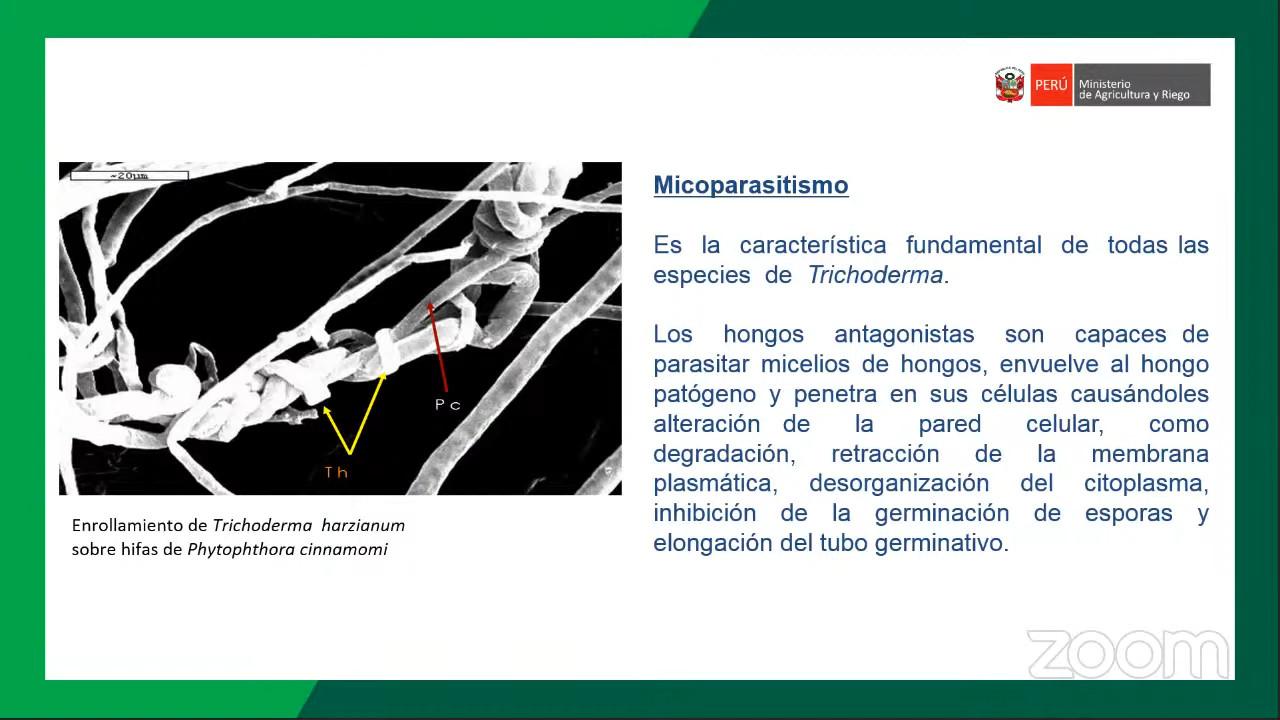 PERÚ
Ministerio
de Agricultura y Riego
~20µm
P c
T h
Enrollamiento de Trichoderma harzianum
sobre hifas de Phytophthora cinnamomi
Micoparasitismo
Es la característica fundamental de todas las
especies de Trichoderma.
Los hongos antagonistas son capaces de
parasitar micelios de hongos, envuelve al hongo
patógeno y penetra en sus células causándoles
alteración de la pared celular, como
degradación, retracción de la membrana
plasmática, desorganización del citoplasma,
inhibición de la germinación de esporas y
elongación del tubo germinativo.
zoom